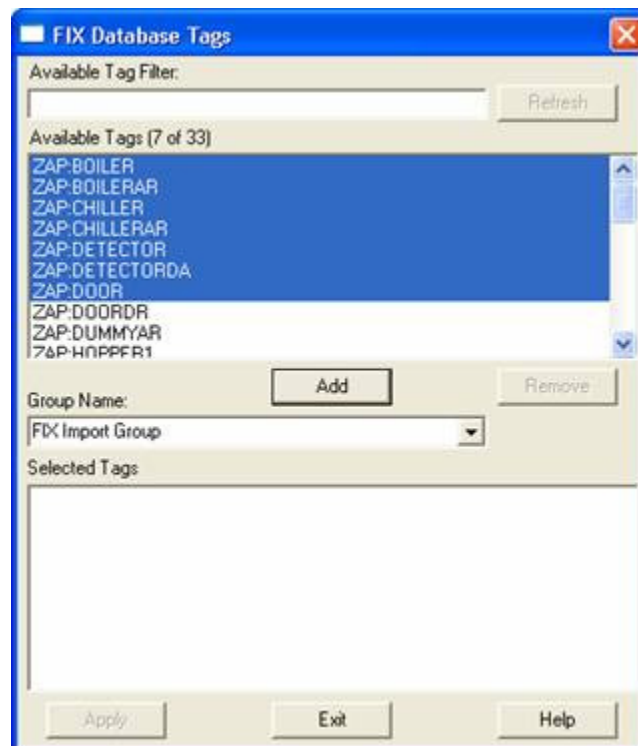 FIX Database Tags
Available Tag Filter:
Refresh
Available Tags (7 of 33)
ZAP:BOILER
ZAP:BOILERAR
ZAP:CHILLER
ZAP:CHILLERAR
ZAP:DETECTOR
ZAP:DETECTORDA
ZAP:DOOR
ZAP:DOORDR
ZAP:DUMMYAR
ZAP:HOPPER1
Add
Remove
Group Name:
FIX Import Group
Selected Tags
Apply
Exit
Help